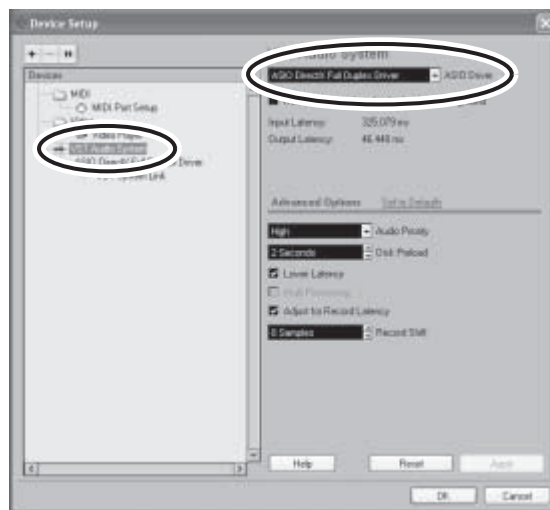 Device Setup
Devices
MIDI
MIDI Port Setup
Video Player
VST Audio System
System Link
ASIO DirectX Full Duplex Driver ASIO Driver
Input Latency: 325.079 ms
Output Latency: 46.440 ms
Advanced Options Set to Defaults
High Audio Priority
2 Seconds Disk Preload
Lower Latency
Multi Processing
Adjust for Record Latency
0 Samples Record Shift
Help Reset Apply
OK Cancel